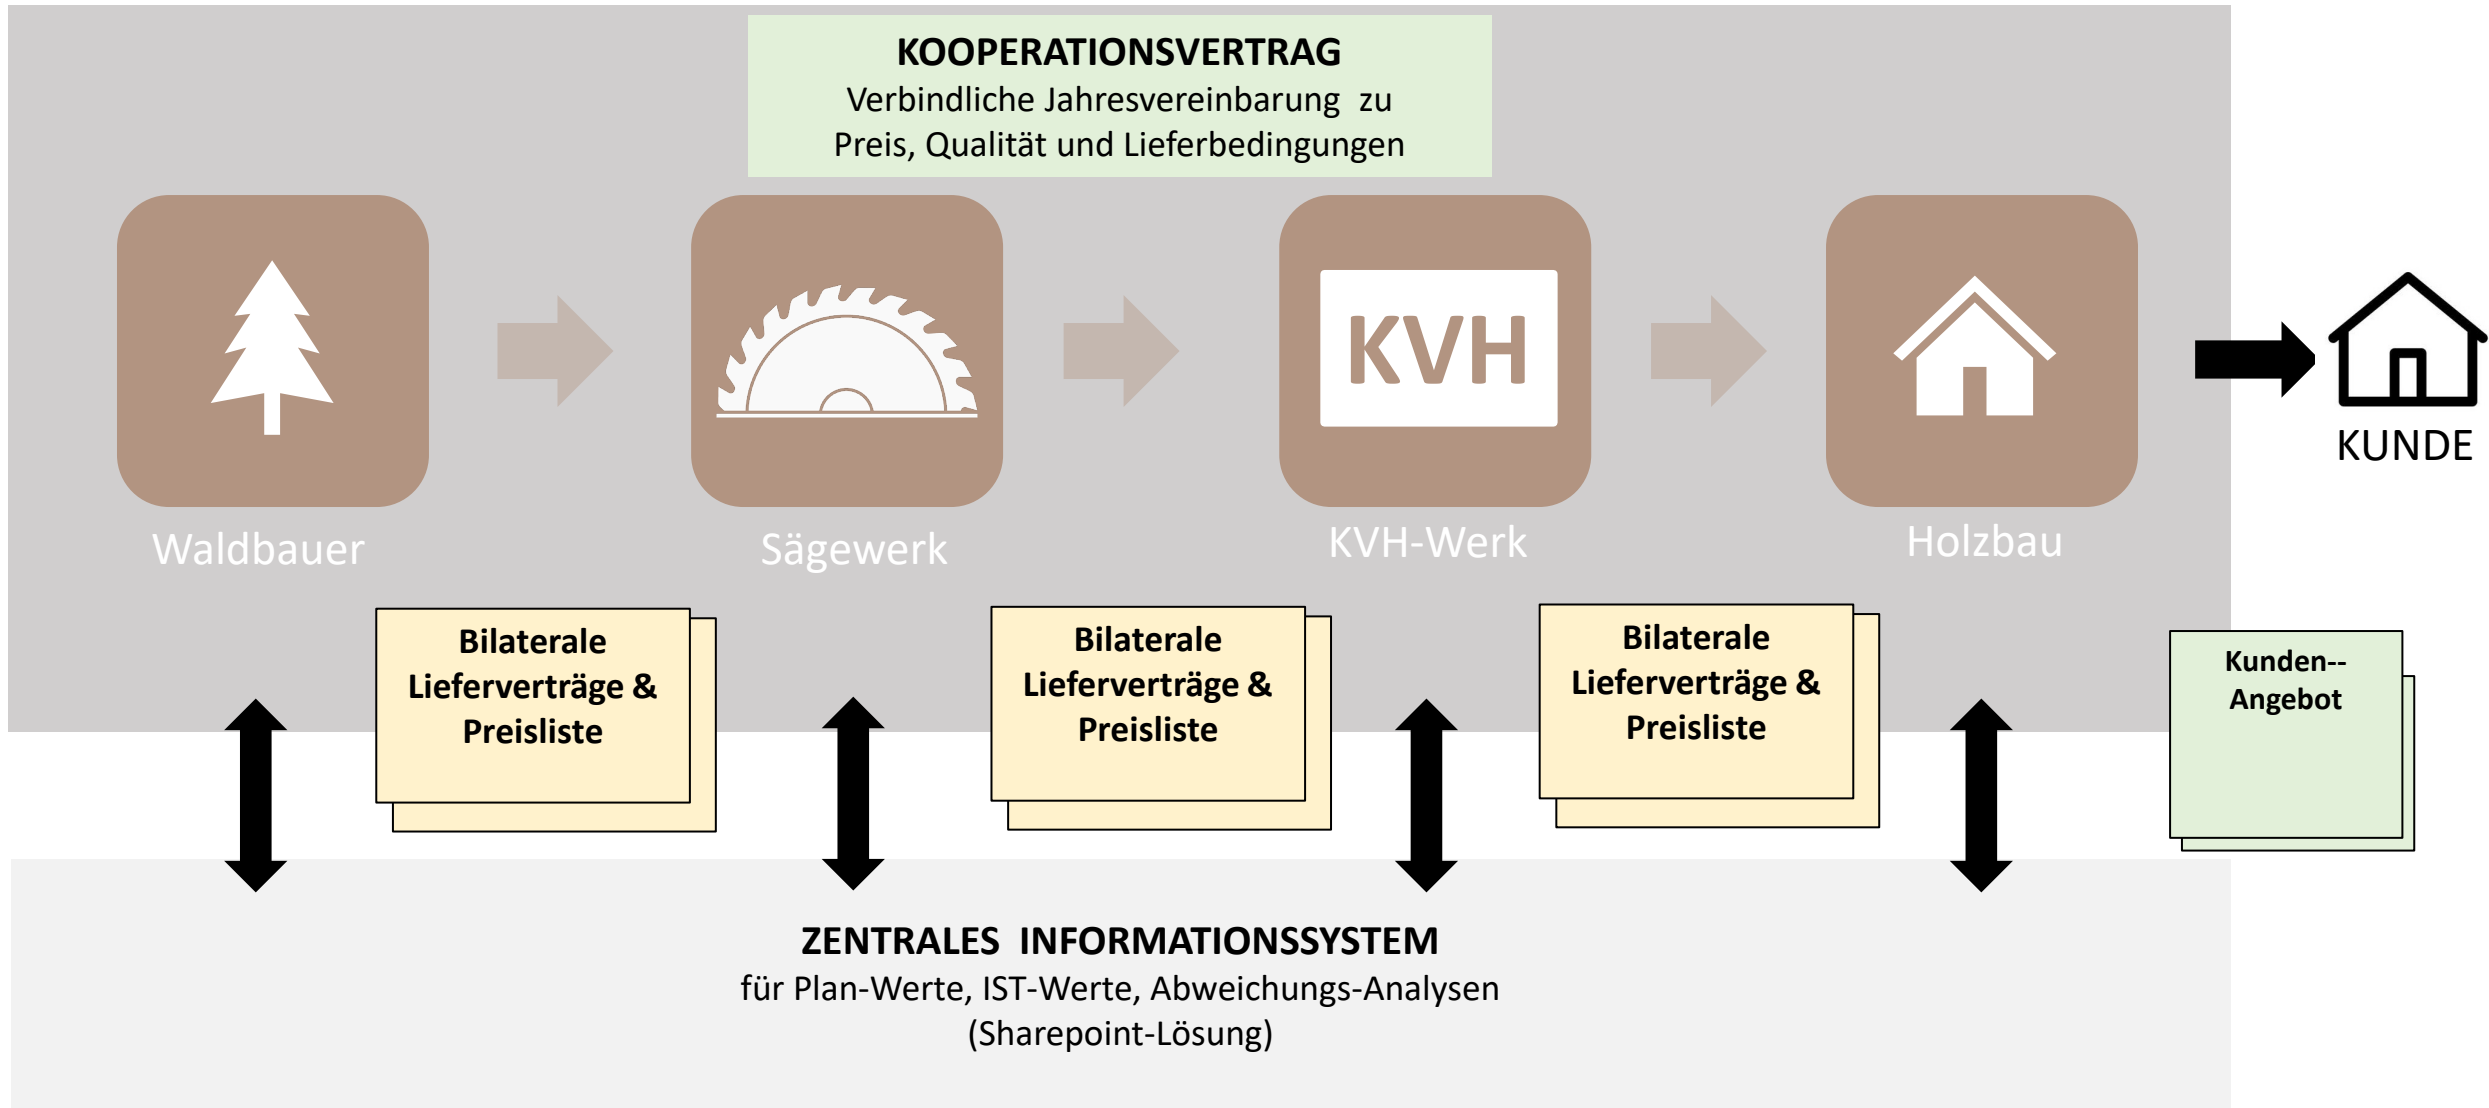 KOOPERATIONSVERTRAG
Verbindliche Jahresvereinbarung  zu
Preis, Qualität und Lieferbedingungen
KVH
KUNDE
Waldbauer
Sägewerk
KVH-Werk
Holzbau
Bilaterale
Lieferverträge &
Preisliste
Bilaterale
Lieferverträge &
Preisliste
Bilaterale
Lieferverträge &
Preisliste
Kunden--
Angebot
ZENTRALES  INFORMATIONSSYSTEM
für Plan-Werte, IST-Werte, Abweichungs-Analysen
(Sharepoint-Lösung)